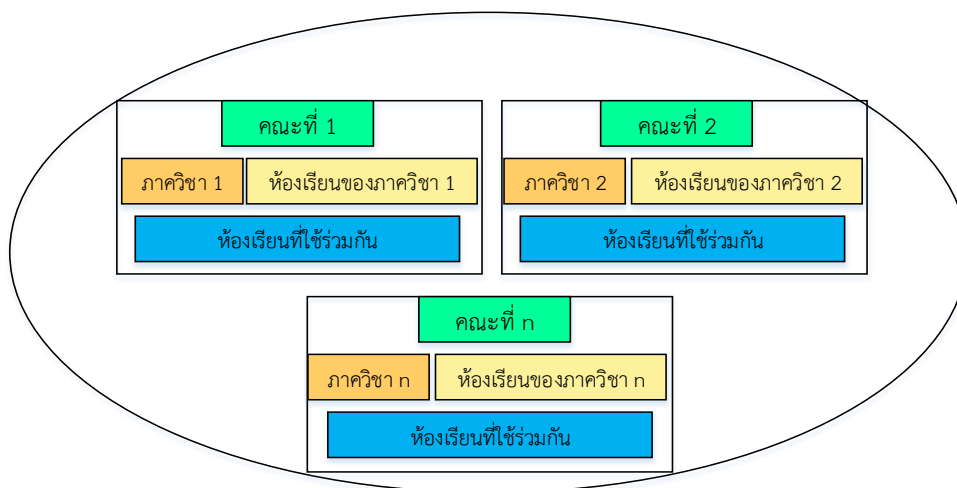 คณะที่ 1
คณะที่ 2
ภาควิชา 1
ห้องเรียนของภาควิชา 1
ภาควิชา 2
ห้องเรียนของภาควิชา 2
ห้องเรียนที่ใช้ร่วมกัน
ห้องเรียนที่ใช้ร่วมกัน
คณะที่ n
ภาควิชา n
ห้องเรียนของภาควิชา n
ห้องเรียนที่ใช้ร่วมกัน